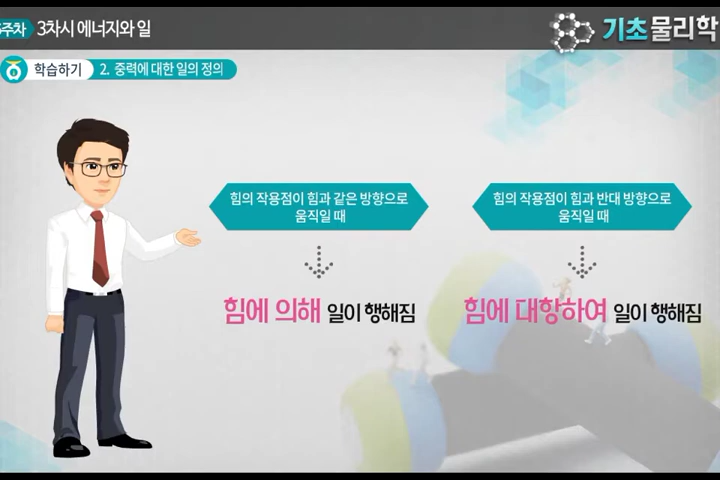 주차 3차시 에너지와 일
기초물리학
학습하기 2. 중력에 대한 일의 정의
힘의 작용점이 힘과 같은 방향으로
움직일 때
힘에 의해 일이 행해짐
힘의 작용점이 힘과 반대 방향으로
움직일 때
힘에 대항하여 일이 행해짐